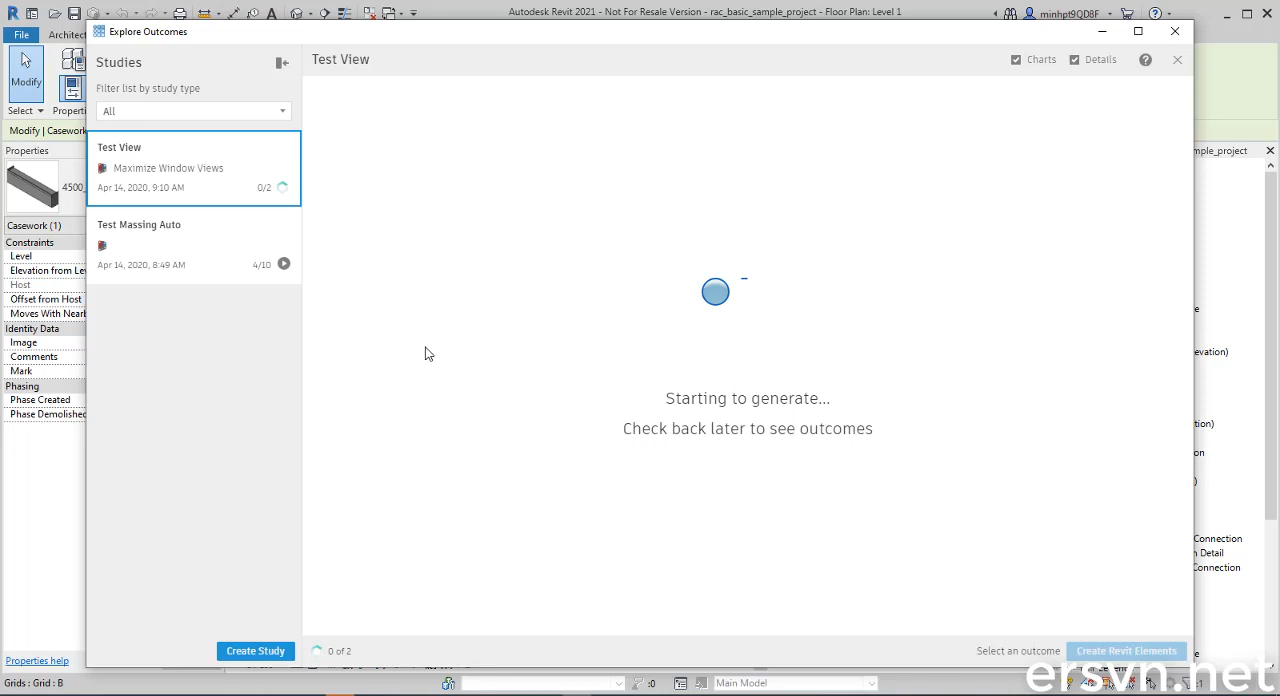 Autodesk Revit 2021 - Not For Resale Version - rac_basic_sample_project - Floor Plan: Level 1
minhpt9QD8F
File
Architect
Explore Outcomes
Studies
Test View
Charts
Details
Filter list by study type
All
Modify
Select
Properti
Modify | Casework
Properties
mple_project
4500_
Test View
Maximize Window Views
Apr 14, 2020, 9:10 AM
0/2
Test Massing Auto
Apr 14, 2020, 8:49 AM
4/10
Casework (1)
Constraints
Level
Elevation from Lev
Host
Offset from Host
Moves With Nearb
Identity Data
Image
Comments
Mark
Phasing
Phase Created
Phase Demolished
Starting to generate...
Check back later to see outcomes
e
evation)
tion)
on
)
Connection
n Detail
Connection
e
Create Study
0 of 2
Select an outcome
Create Revit Elements
Properties help
Grids : Grid : B
:0
Main Model
:1
ersvn.net